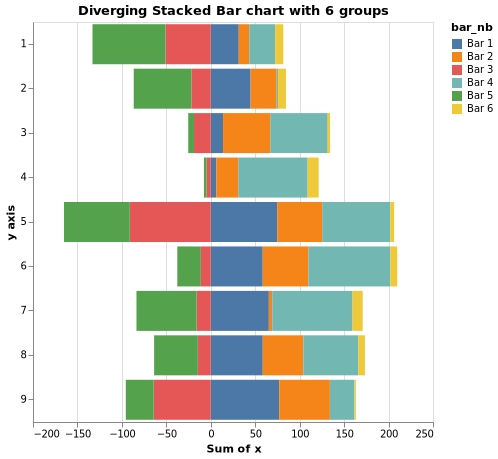 Diverging Stacked Bar chart with 6 groups
bar_nb
Bar 1
Bar 2
Bar 3
Bar 4
Bar 5
Bar 6
y axis
1
2
3
4
5
6
7
8
9
−200 −150 −100 −50 0 50 100 150 200 250
Sum of x